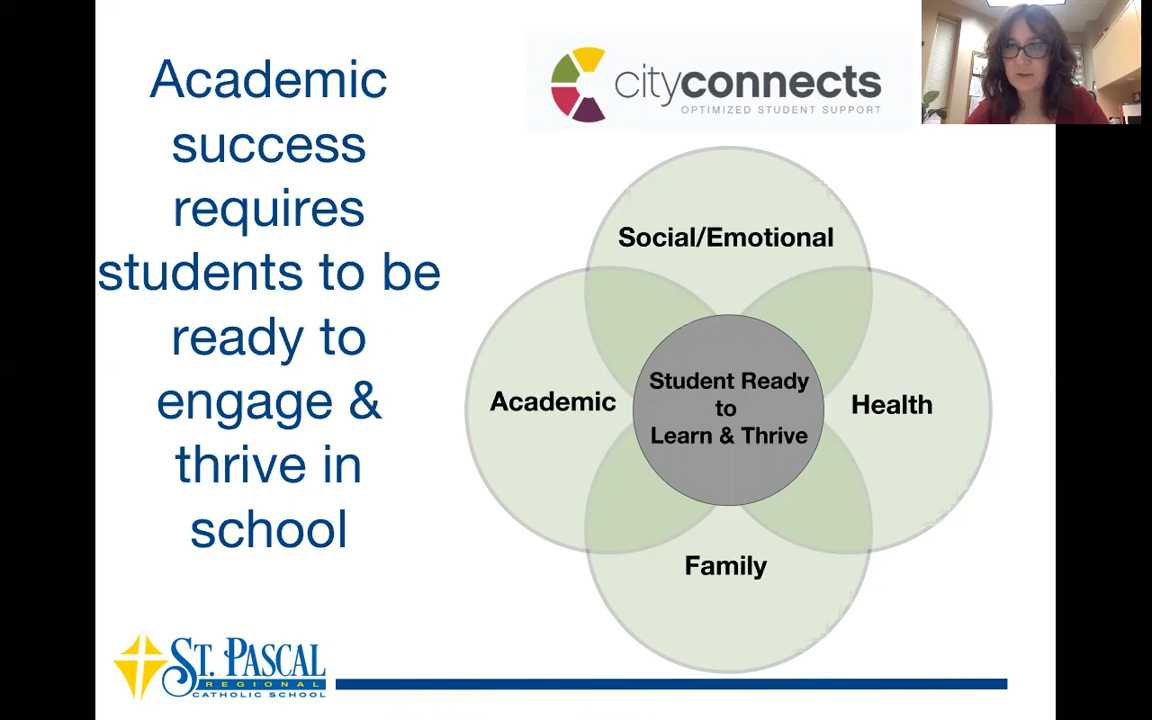 Academic
success
requires
students to be
ready to
engage &
thrive in
school
cityconnects
OPTIMIZED STUDENT SUPPORT
Social/Emotional
Academic
Student Ready
to
Learn & Thrive
Health
Family
ST. PASCAL
REGIONAL
CATHOLIC SCHOOL